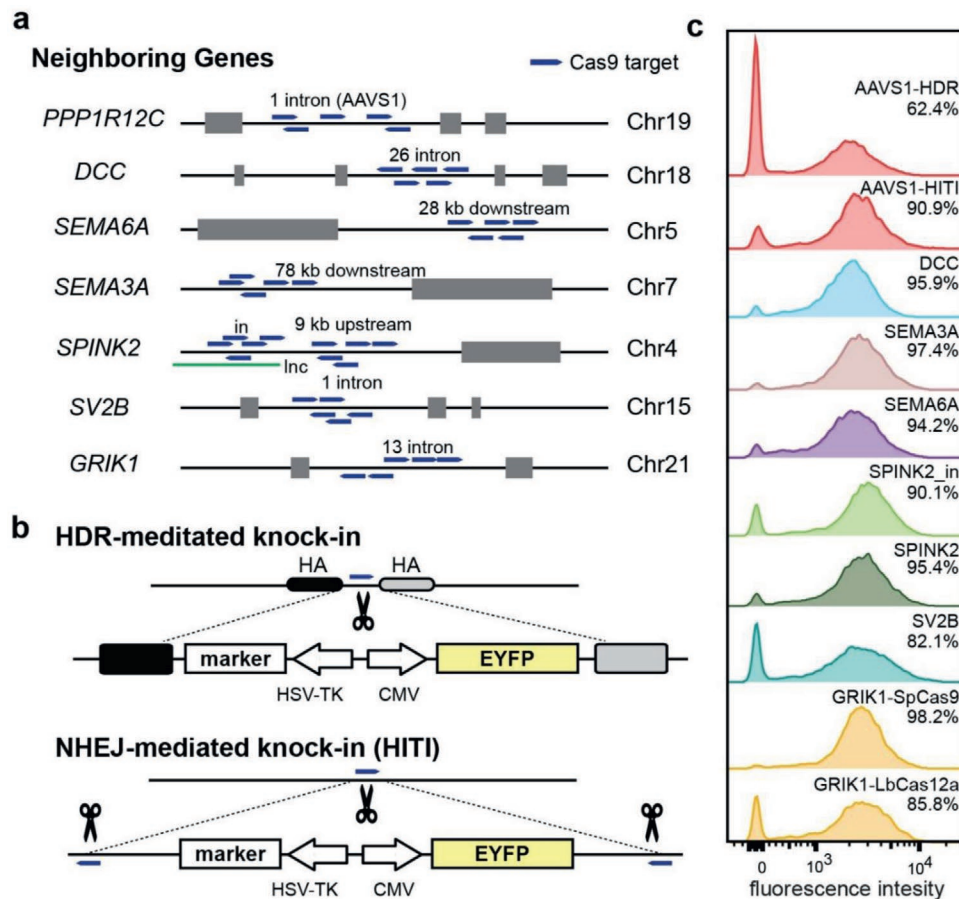 a
Neighboring Genes
Cas9 target
PPP1R12C
1 intron (AAVS1)
Chr19
DCC
26 intron
Chr18
SEMA6A
28 kb downstream
Chr5
SEMA3A
78 kb downstream
Chr7
SPINK2
in
9 kb upstream
Chr4
lnc
SV2B
1 intron
Chr15
GRIK1
13 intron
Chr21
b
HDR-meditated knock-in
HA
HA
marker
EYFP
HSV-TK
CMV
NHEJ-mediated knock-in (HITI)
marker
EYFP
HSV-TK
CMV
c
AAVS1-HDR
62.4%
AAVS1-HITI
90.9%
DCC
95.9%
SEMA3A
97.4%
SEMA6A
94.2%
SPINK2_in
90.1%
SPINK2
95.4%
SV2B
82.1%
GRIK1-SpCas9
98.2%
GRIK1-LbCas12a
85.8%
0 10³ 10⁴
fluorescence intesity